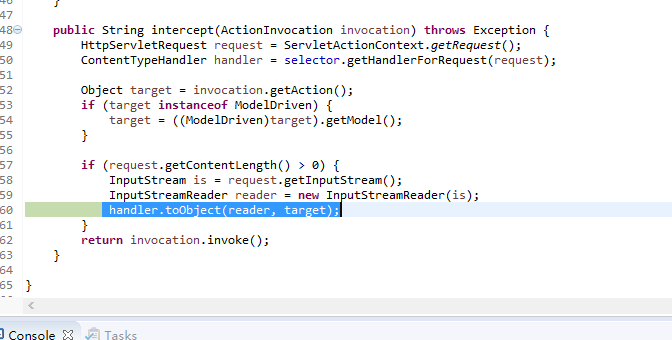 46 }
47
48 public String intercept(ActionInvocation invocation) throws Exception {
49 HttpServletRequest request = ServletActionContext.getRequest();
50 ContentTypeHandler handler = selector.getHandlerForRequest(request);
51
52 Object target = invocation.getAction();
53 if (target instanceof ModelDriven) {
54 target = ((ModelDriven)target).getModel();
55 }
56
57 if (request.getContentLength() > 0) {
58 InputStream is = request.getInputStream();
59 InputStreamReader reader = new InputStreamReader(is);
60 handler.toObject(reader, target);
61 }
62 return invocation.invoke();
63 }
64
65 }
Console Tasks